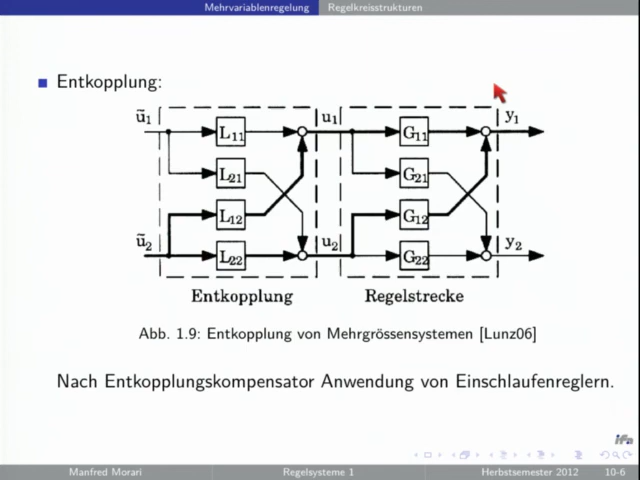 Mehrvariablenregelung Regelkreisstrukturen
Entkopplung:
ũ₁ u₁ y₁
L₁₁ G₁₁
L₂₁ G₂₁
L₁₂ G₁₂
ũ₂ u₂ y₂
L₂₂ G₂₂
Entkopplung Regelstrecke
Abb. 1.9: Entkopplung von Mehrgrössensystemen [Lunz06]
Nach Entkopplungskompensator Anwendung von Einschlaufenreglern.
ifa
Manfred Morari Regelsysteme 1 Herbstsemester 2012 10-6